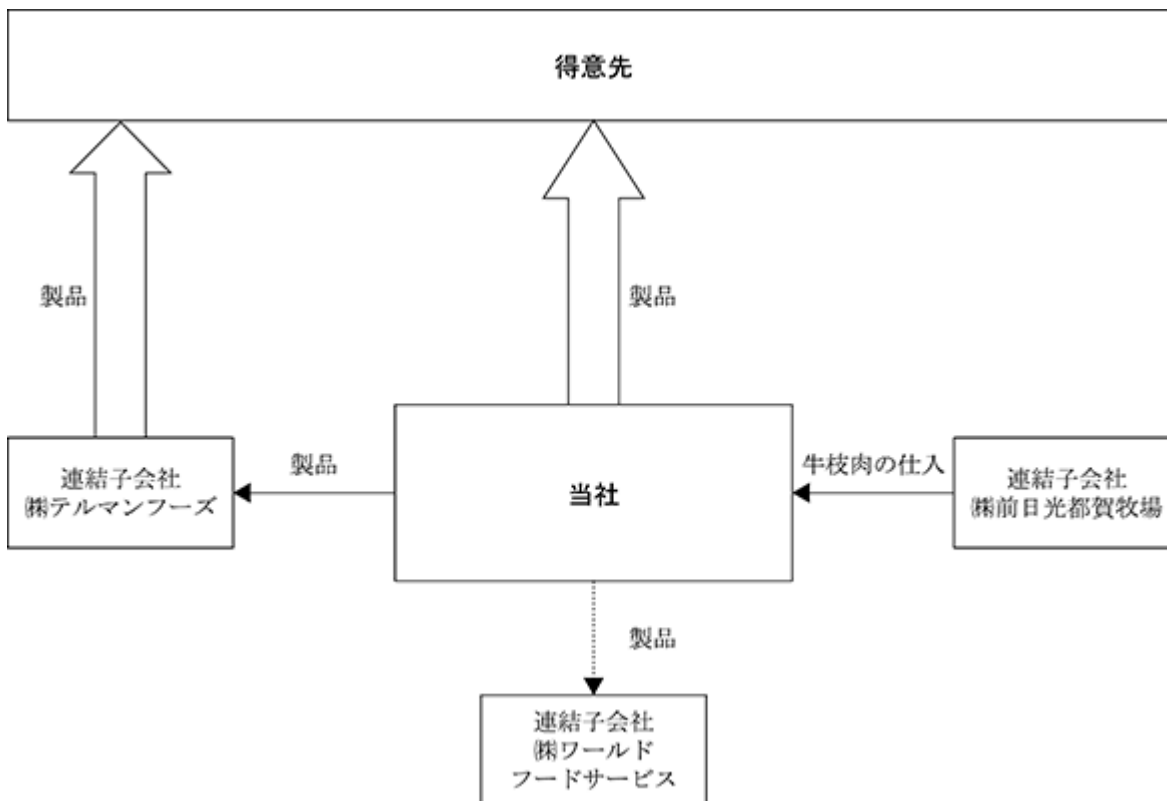 得意先
製品
製品
連結子会社
㈱テルマンフーズ
製品
当社
牛枝肉の仕入
連結子会社
㈱前日光都賀牧場
製品
連結子会社
㈱ワールド
フードサービス